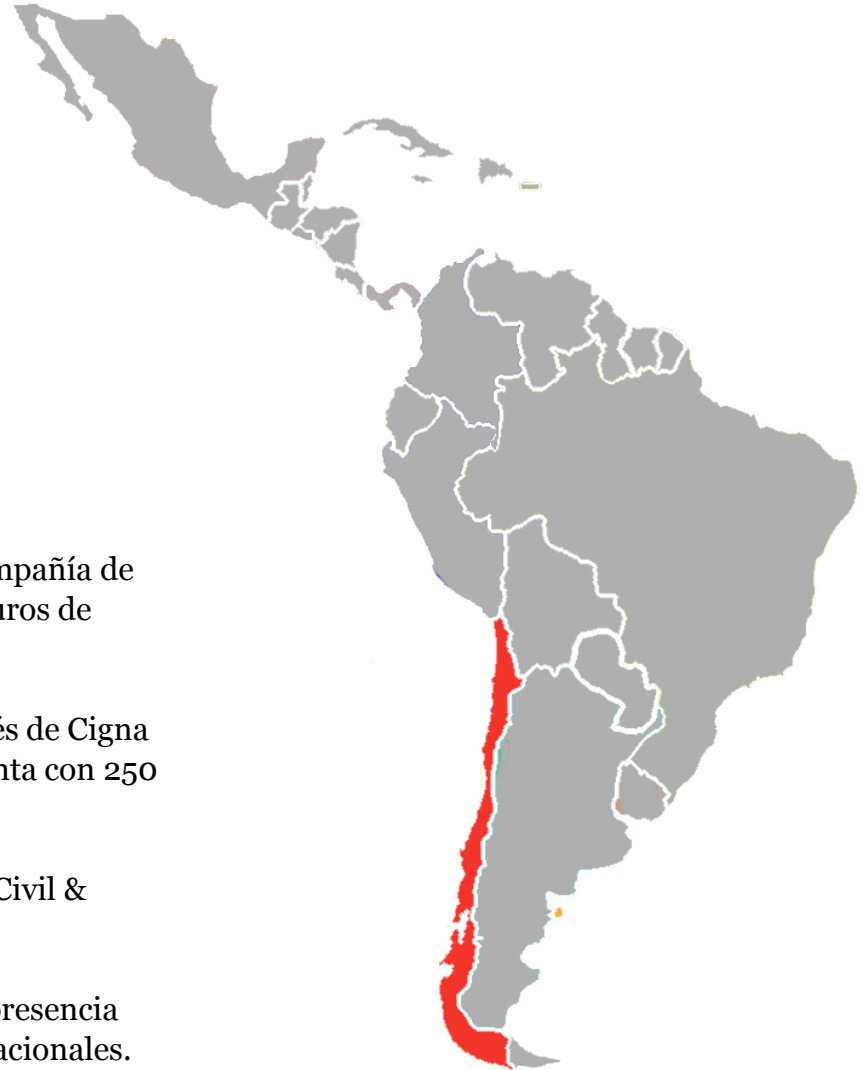 mpañía de
uros de
és de Cigna
nta con 250
Civil &
presencia
acionales.